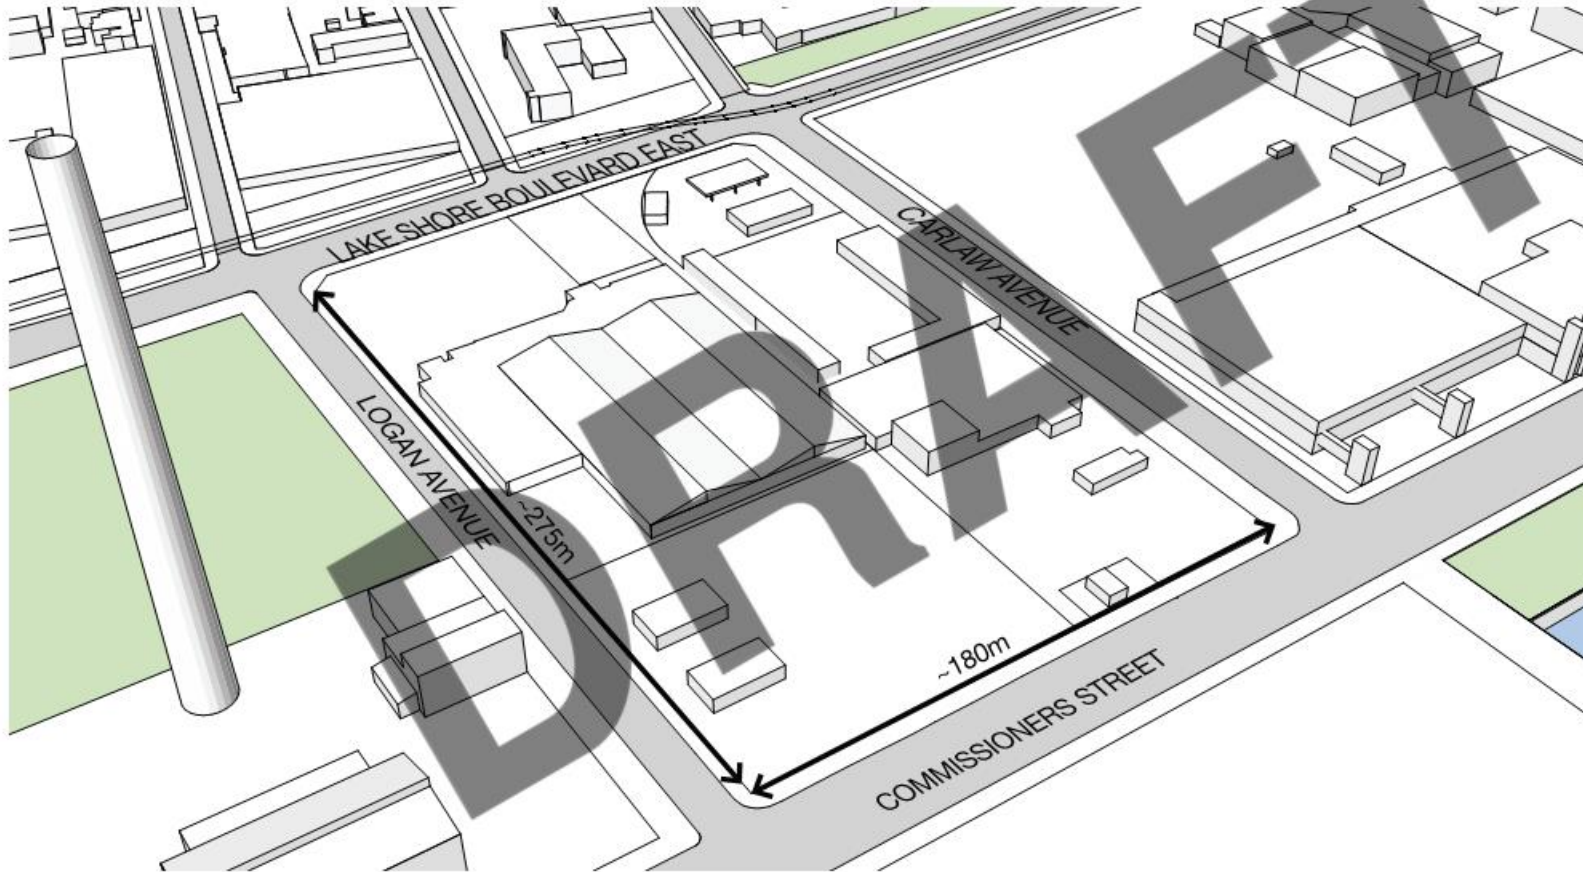 LAKE SHORE BOULEVARD EAST
CARLAW AVENUE
LOGAN AVENUE
~275m
~180m
COMMISSIONERS STREET
DRAFT